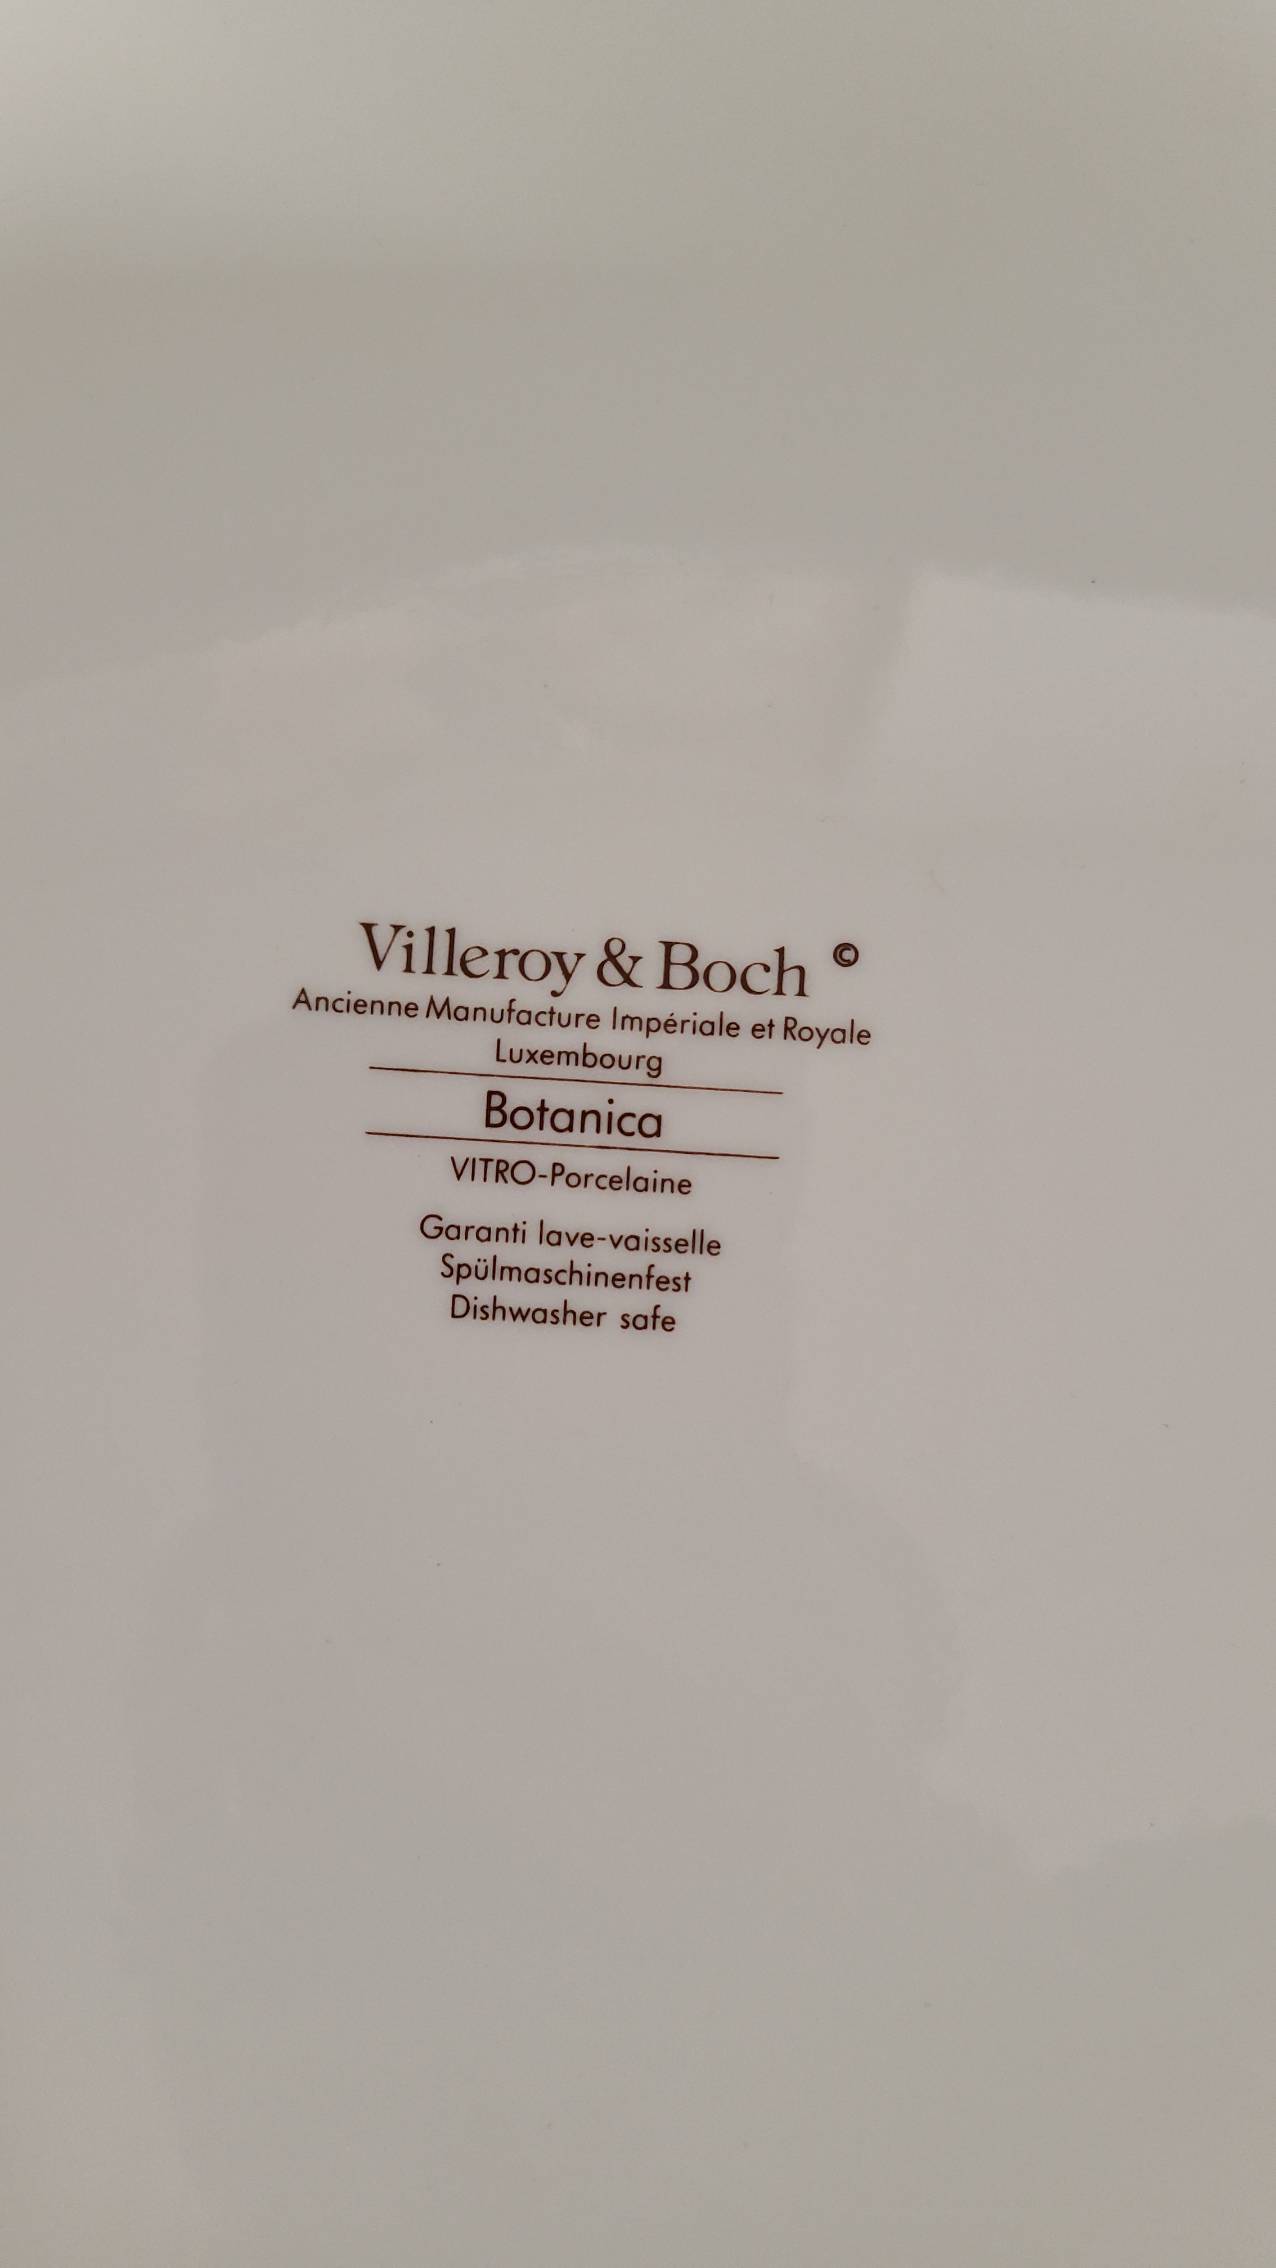 Villeroy & Boch ©
Ancienne Manufacture Impériale et Royale
Luxembourg
Botanica
VITRO-Porcelaine
Garanti lave-vaisselle
Spülmaschinenfest
Dishwasher safe